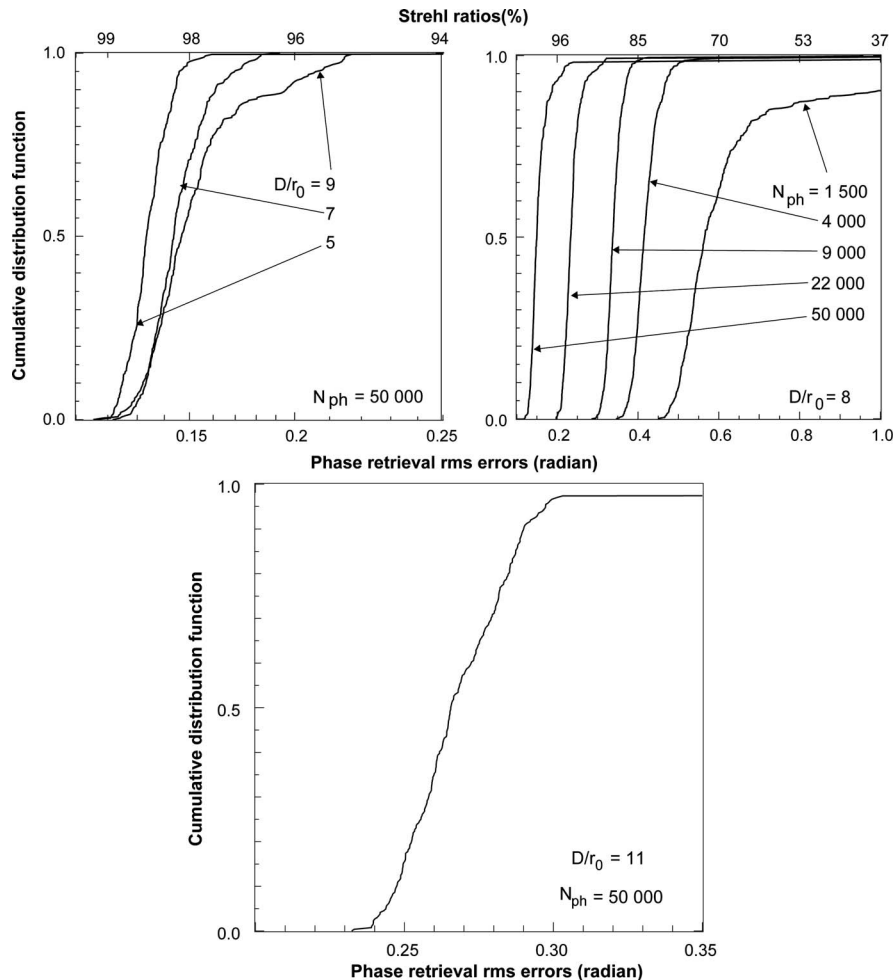 Strehl ratios(%)
99 98 96 94
96 85 70 53 37
Cumulative distribution function
1.0
0.5
0.0
D/r0 = 9
7
5
Nph = 50 000
0.15 0.2 0.25
1.0
0.5
0.0
Nph = 1 500
4 000
9 000
22 000
50 000
D/r0 = 8
0.2 0.4 0.6 0.8 1.0
Phase retrieval rms errors (radian)
Cumulative distribution function
1.0
0.5
0.0
D/r0 = 11
Nph = 50 000
0.25 0.30 0.35
Phase retrieval rms errors (radian)